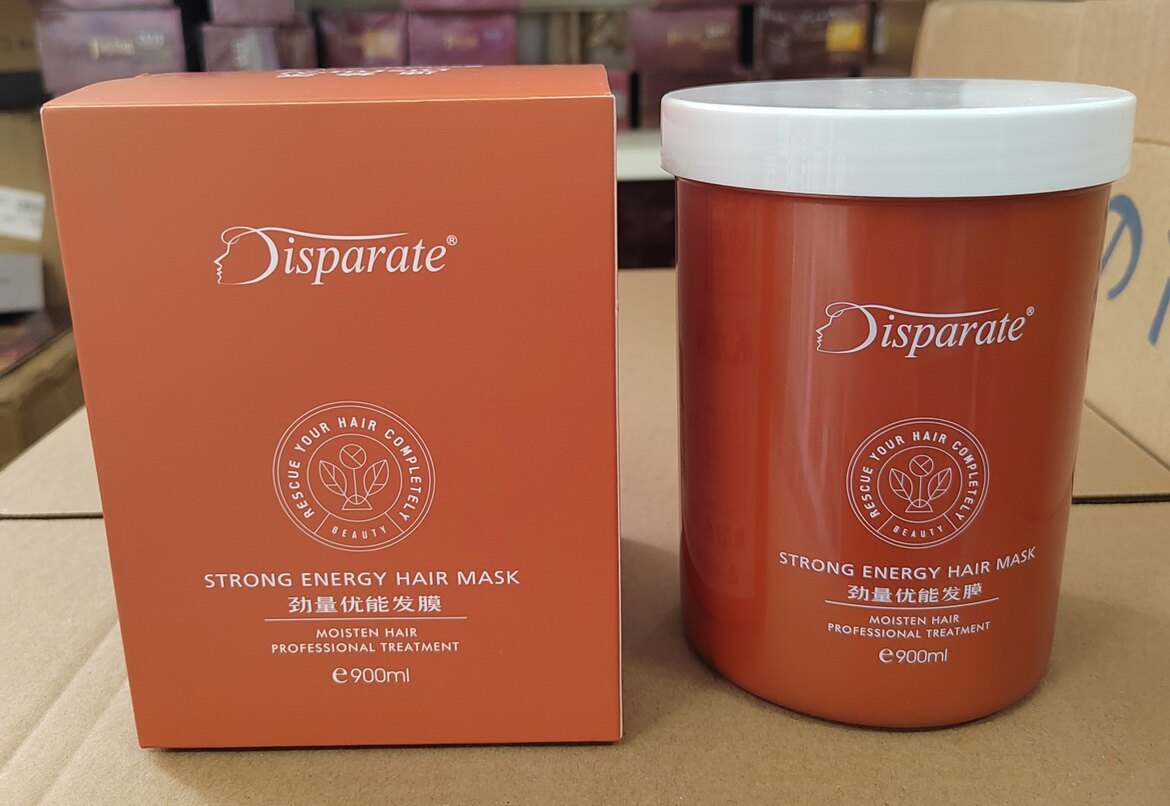 Disparate®
RESCUE YOUR HAIR COMPLETELY
BEAUTY
STRONG ENERGY HAIR MASK
劲量优能发膜
MOISTEN HAIR
PROFESSIONAL TREATMENT
e900ml
Disparate®
RESCUE YOUR HAIR COMPLETELY
BEAUTY
STRONG ENERGY HAIR MASK
劲量优能发膜
MOISTEN HAIR
PROFESSIONAL TREATMENT
e900ml